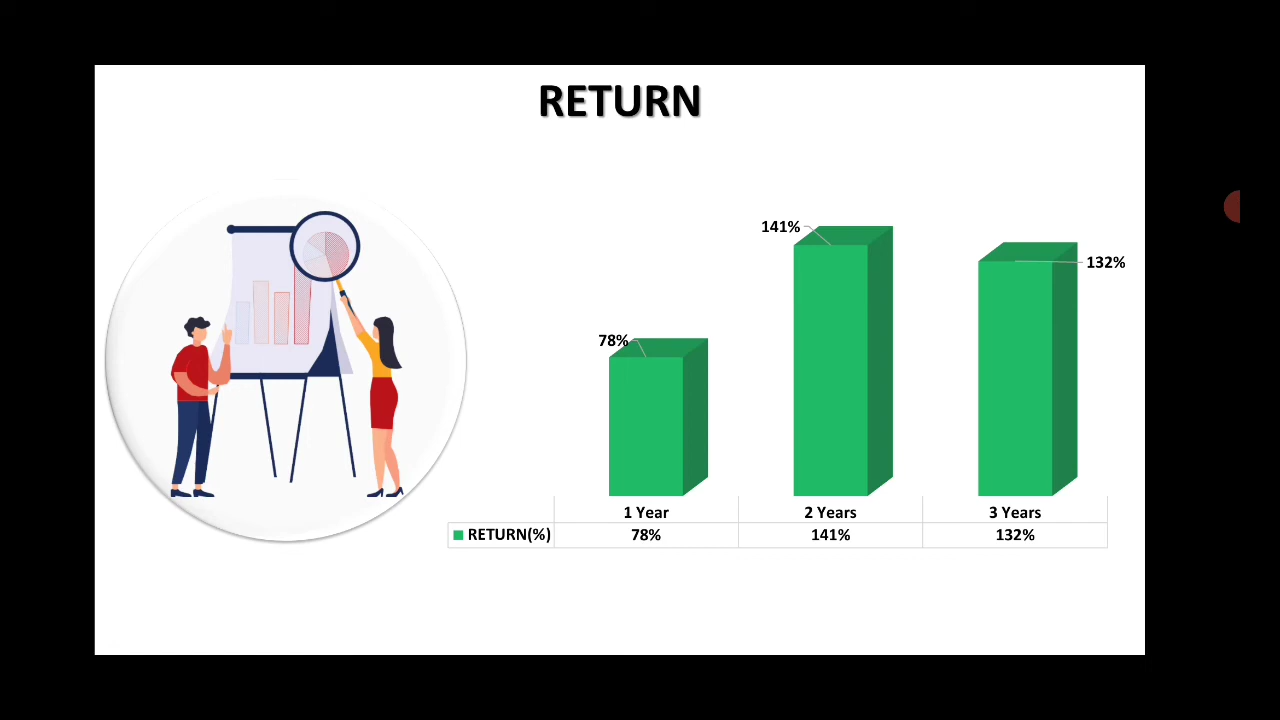 RETURN
141%
132%
78%
1 Year 2 Years 3 Years
RETURN(%) 78% 141% 132%